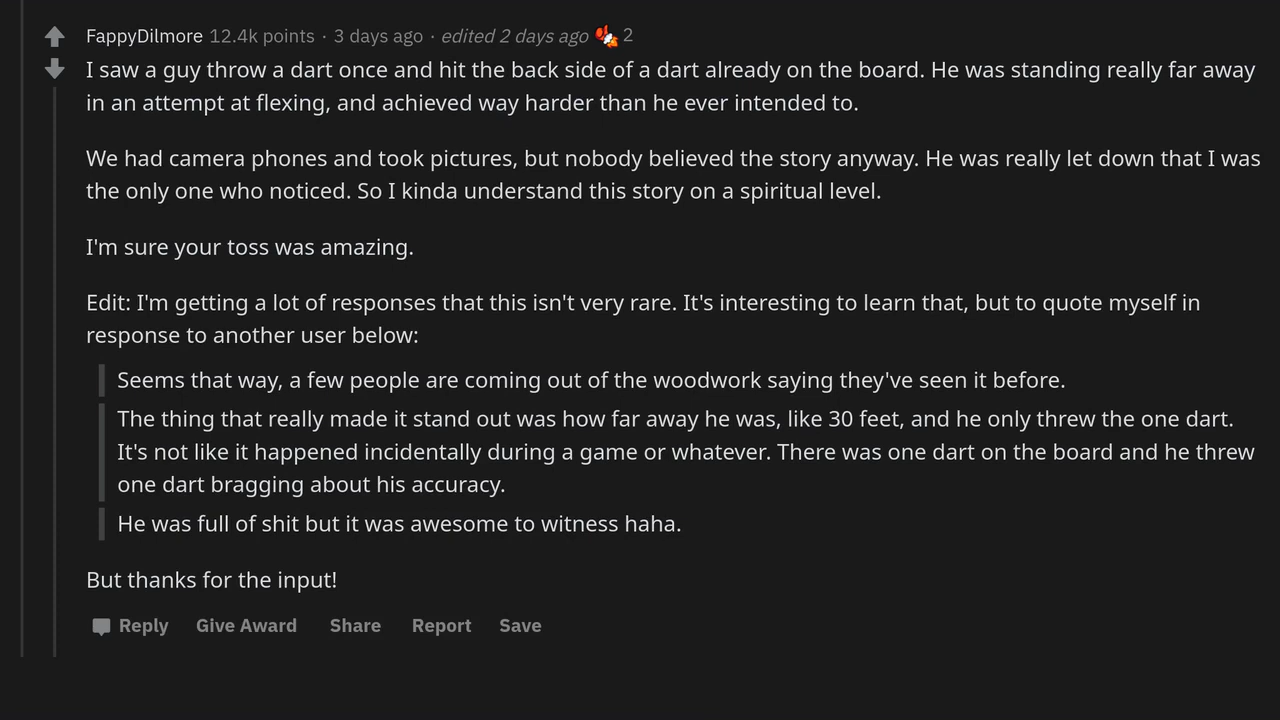 FappyDilmore 12.4k points · 3 days ago · edited 2 days ago 2
I saw a guy throw a dart once and hit the back side of a dart already on the board. He was standing really far away
in an attempt at flexing, and achieved way harder than he ever intended to.
We had camera phones and took pictures, but nobody believed the story anyway. He was really let down that I was
the only one who noticed. So I kinda understand this story on a spiritual level.
I'm sure your toss was amazing.
Edit: I'm getting a lot of responses that this isn't very rare. It's interesting to learn that, but to quote myself in
response to another user below:
Seems that way, a few people are coming out of the woodwork saying they've seen it before.
The thing that really made it stand out was how far away he was, like 30 feet, and he only threw the one dart.
It's not like it happened incidentally during a game or whatever. There was one dart on the board and he threw
one dart bragging about his accuracy.
He was full of shit but it was awesome to witness haha.
But thanks for the input!
Reply Give Award Share Report Save